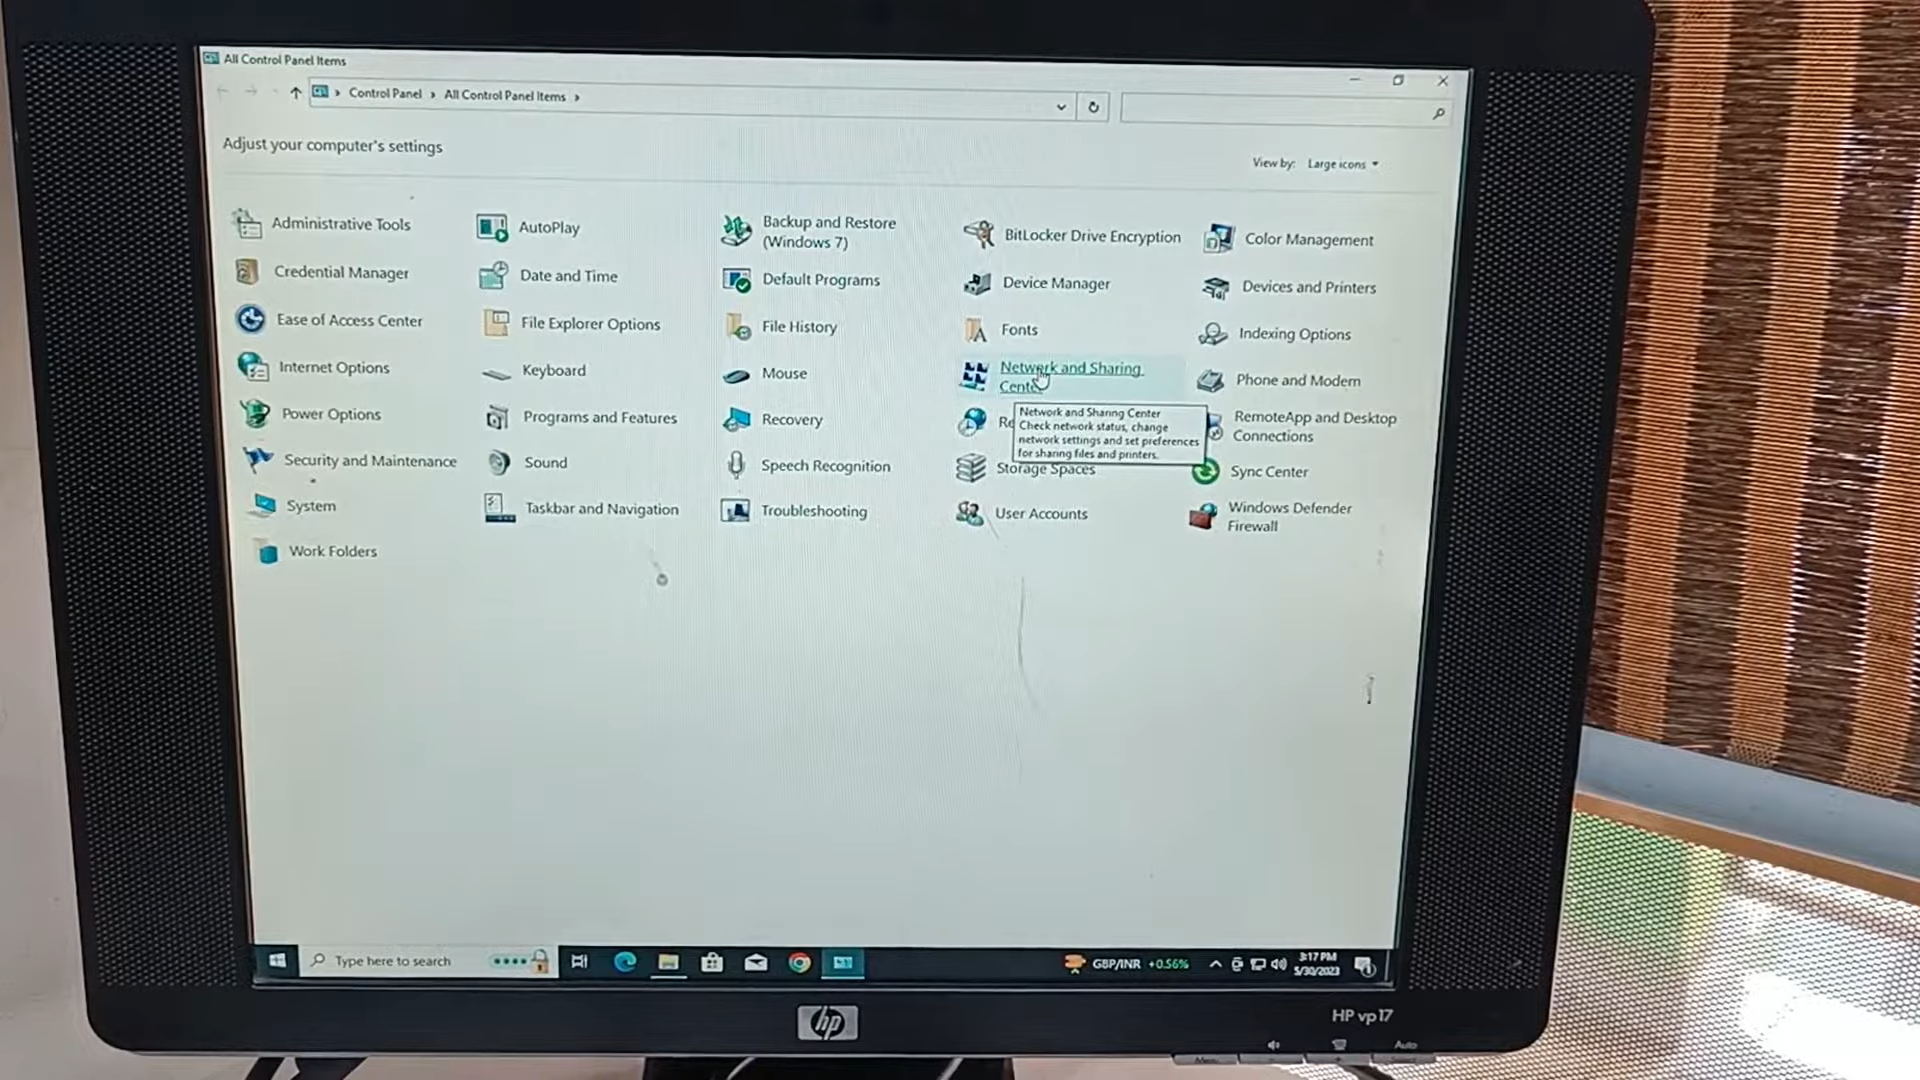 All Control Panel Items
Control Panel › All Control Panel Items ›
Adjust your computer's settings
View by: Large icons
Administrative Tools
AutoPlay
Backup and Restore
(Windows 7)
BitLocker Drive Encryption
Color Management
Credential Manager
Date and Time
Default Programs
Device Manager
Devices and Printers
Ease of Access Center
File Explorer Options
File History
Fonts
Indexing Options
Internet Options
Keyboard
Mouse
Network and Sharing
Center
Phone and Modem
Power Options
Programs and Features
Recovery
Re
Network and Sharing Center
Check network status, change
network settings and set preferences
for sharing files and printers.
RemoteApp and Desktop
Connections
Security and Maintenance
Sound
Speech Recognition
Storage Spaces
Sync Center
System
Taskbar and Navigation
Troubleshooting
User Accounts
Windows Defender
Firewall
Work Folders
Type here to search
GBP/INR +0.56%
3:17 PM
5/30/2023
1
hp
HP vp17
Auto